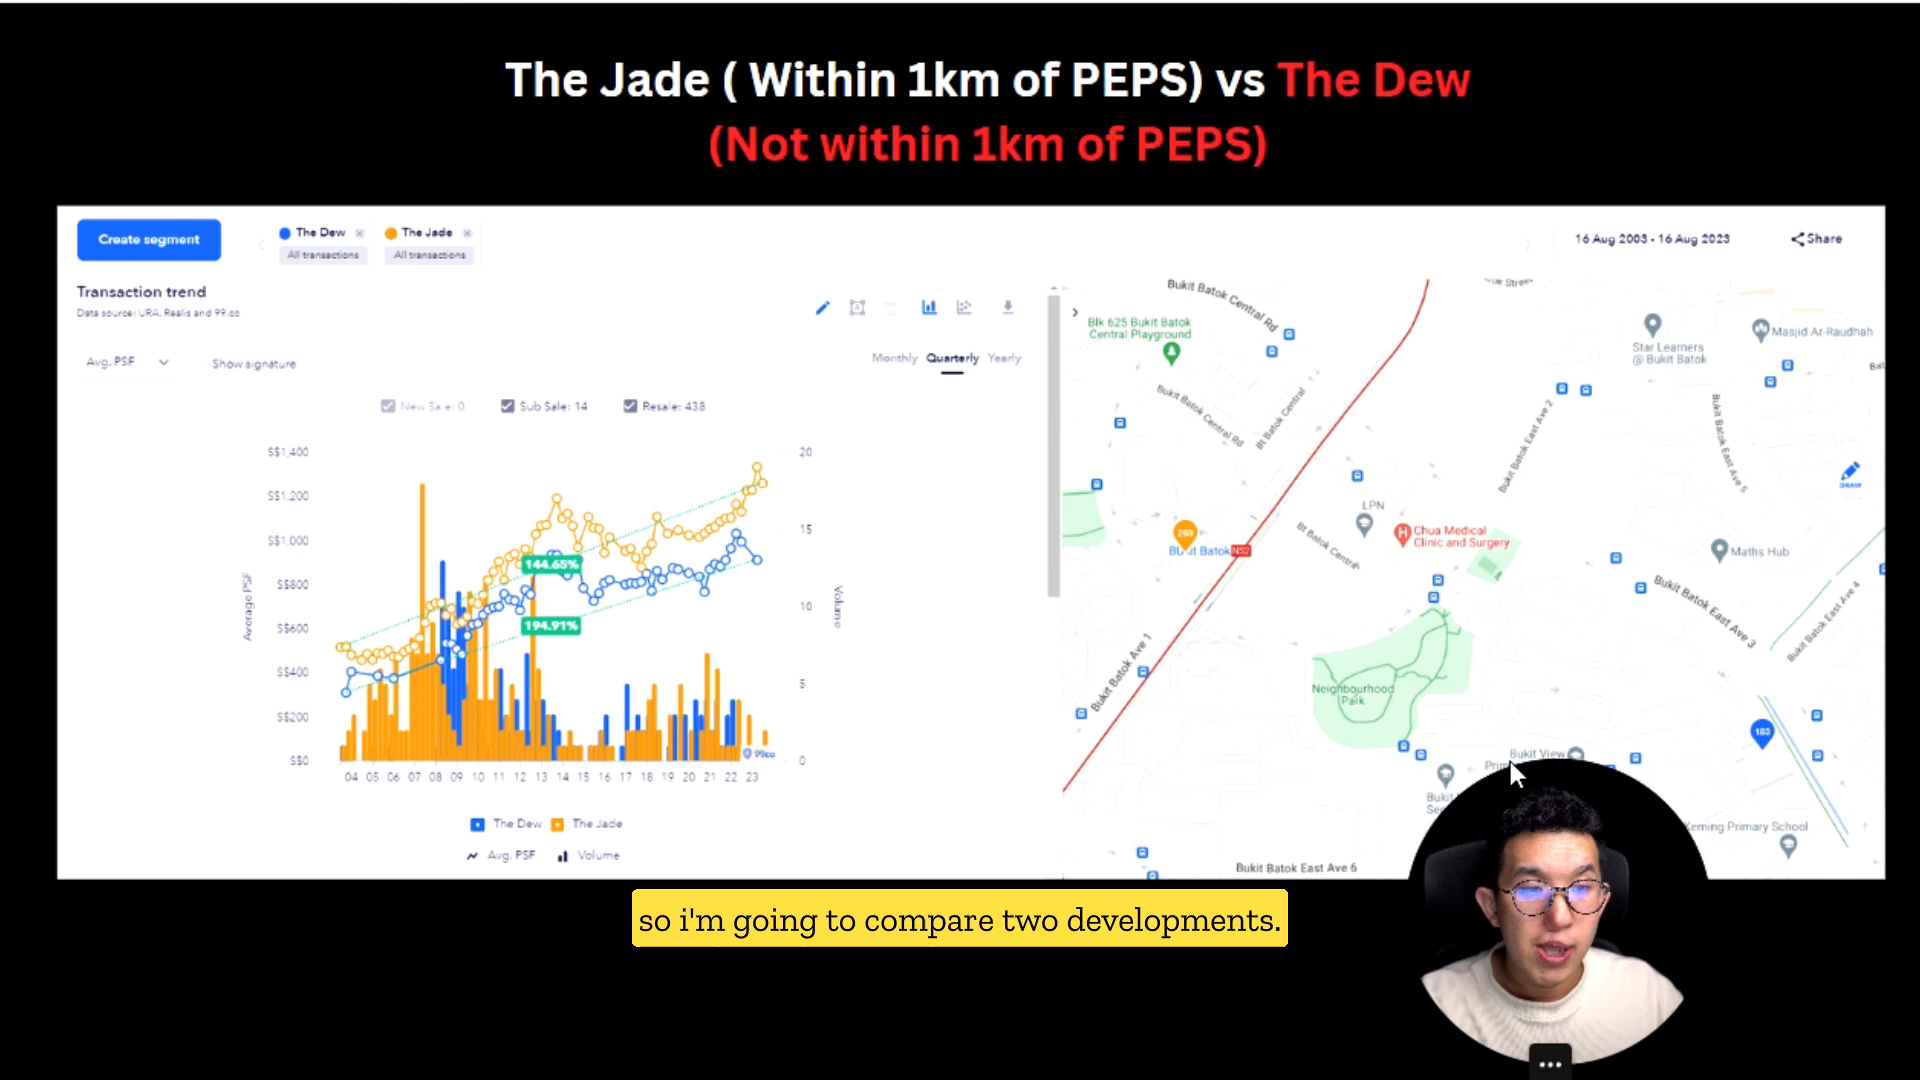 The Jade ( Within 1km of PEPS) vs The Dew
(Not within 1km of PEPS)
Create segment
The Dew
The Jade
All transactions
All transactions
16 Aug 2003 - 16 Aug 2023
Share
Transaction trend
Data source: URA, Realis and 99.co
Avg. PSF
Show signature
Monthly Quarterly Yearly
New Sale: 0
Sub Sale: 14
Resale: 438
S$1,400
S$1,200
S$1,000
S$800
S$600
S$400
S$200
S$0
Average PSF
20
15
10
5
0
Volume
144.65%
194.91%
99co
04 05 06 07 08 09 10 11 12 13 14 15 16 17 18 19 20 21 22 23
The Dew
The Jade
Avg. PSF
Volume
Bukit Batok Central Rd
Blk 625 Bukit Batok
Central Playground
Bukit Batok Central Rd
Bt Batok Central
Star Learners
@ Bukit Batok
Masjid Ar-Raudhah
Bukit Batok East Ave 2
Bukit Batok East Ave 5
DRAW
LPN
Chua Medical
Clinic and Surgery
Bt Batok Central
NS2
Maths Hub
Bukit Batok East Ave 3
Bukit Batok East Ave 4
Bukit Batok Ave 1
Neighbourhood
Park
183
Bukit View
Keming Primary School
Bukit Batok East Ave 6
so i'm going to compare two developments.